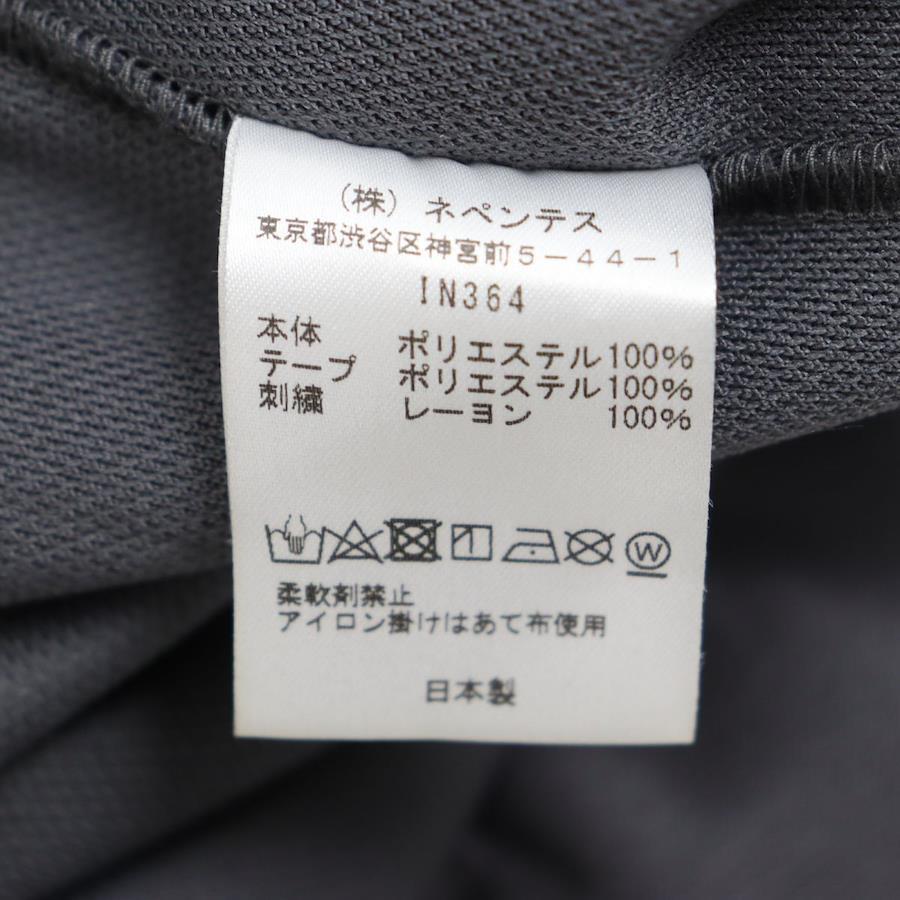 (株) ネペンテス
東京都渋谷区神宮前5-44-1
IN364
本体 ポリエステル100%
テープ ポリエステル100%
刺繍 レーヨン 100%
W
柔軟剤禁止
アイロン掛けはあて布使用
日本製